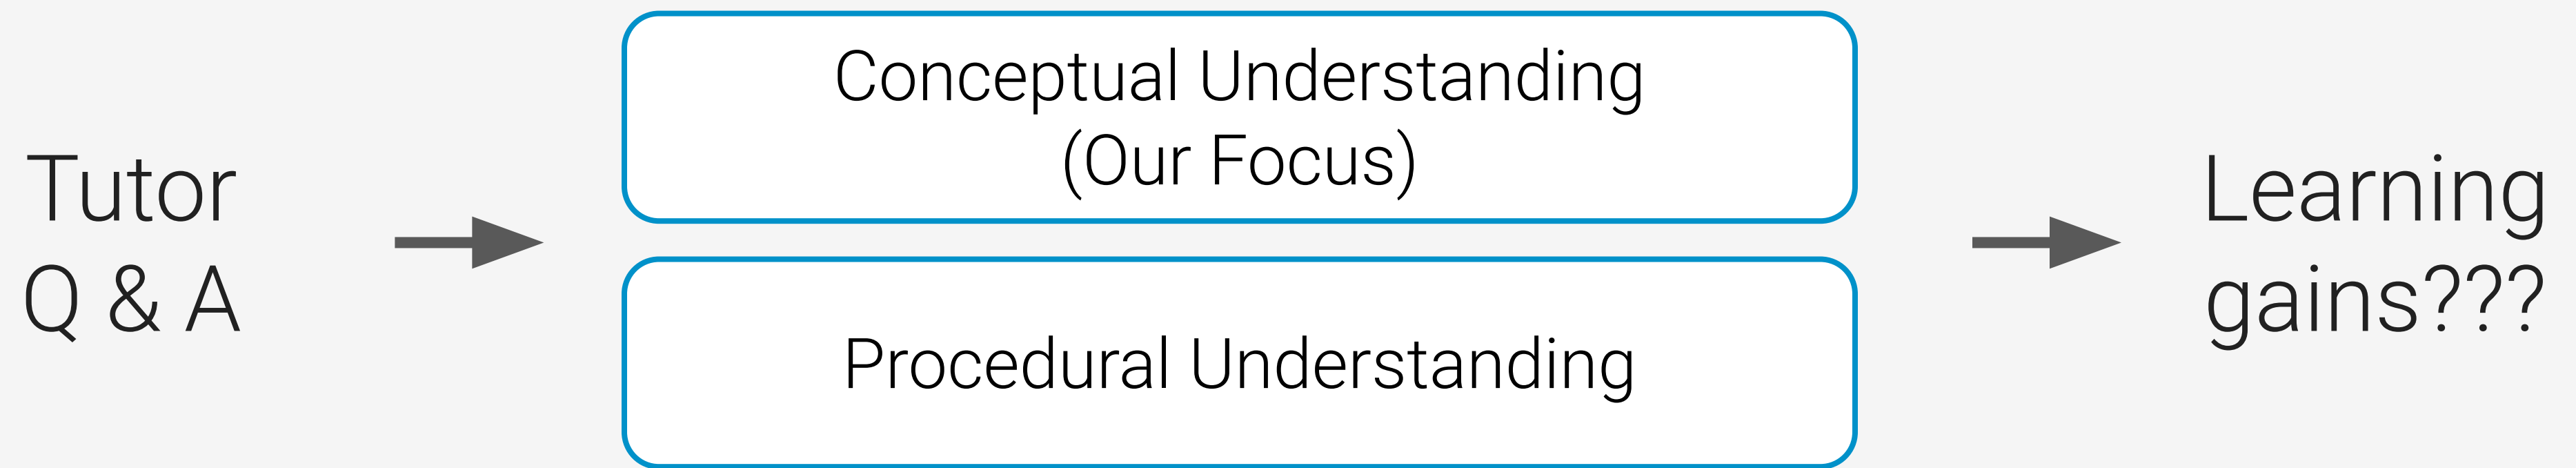 Tutor
Q & A
Conceptual Understanding
(Our Focus)
Procedural Understanding
Learning
gains???